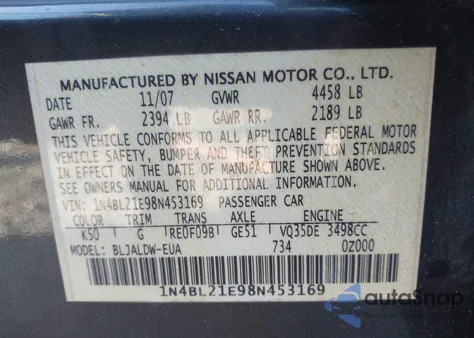 MANUFACTURED BY NISSAN MOTOR CO., LTD.
DATE 11/07 GVWR 4458 LB
GAWR FR. 2394 LB GAWR RR. 2189 LB
THIS VEHICLE CONFORMS TO ALL APPLICABLE FEDERAL MOTOR
VEHICLE SAFETY, BUMPER AND THEFT PREVENTION STANDARDS
IN EFFECT ON THE DATE OF MANUFACTURE SHOWN ABOVE.
SEE OWNERS MANUAL FOR ADDITIONAL INFORMATION.
VIN: 1N4BL21E98N453169 PASSENGER CAR
COLOR TRIM TRANS AXLE ENGINE
K50 G RE0F09B GE51 VQ35DE 3498CC
BLJALDW-EUA 734 0Z000
1N4BL21E98N453169
autoSnap